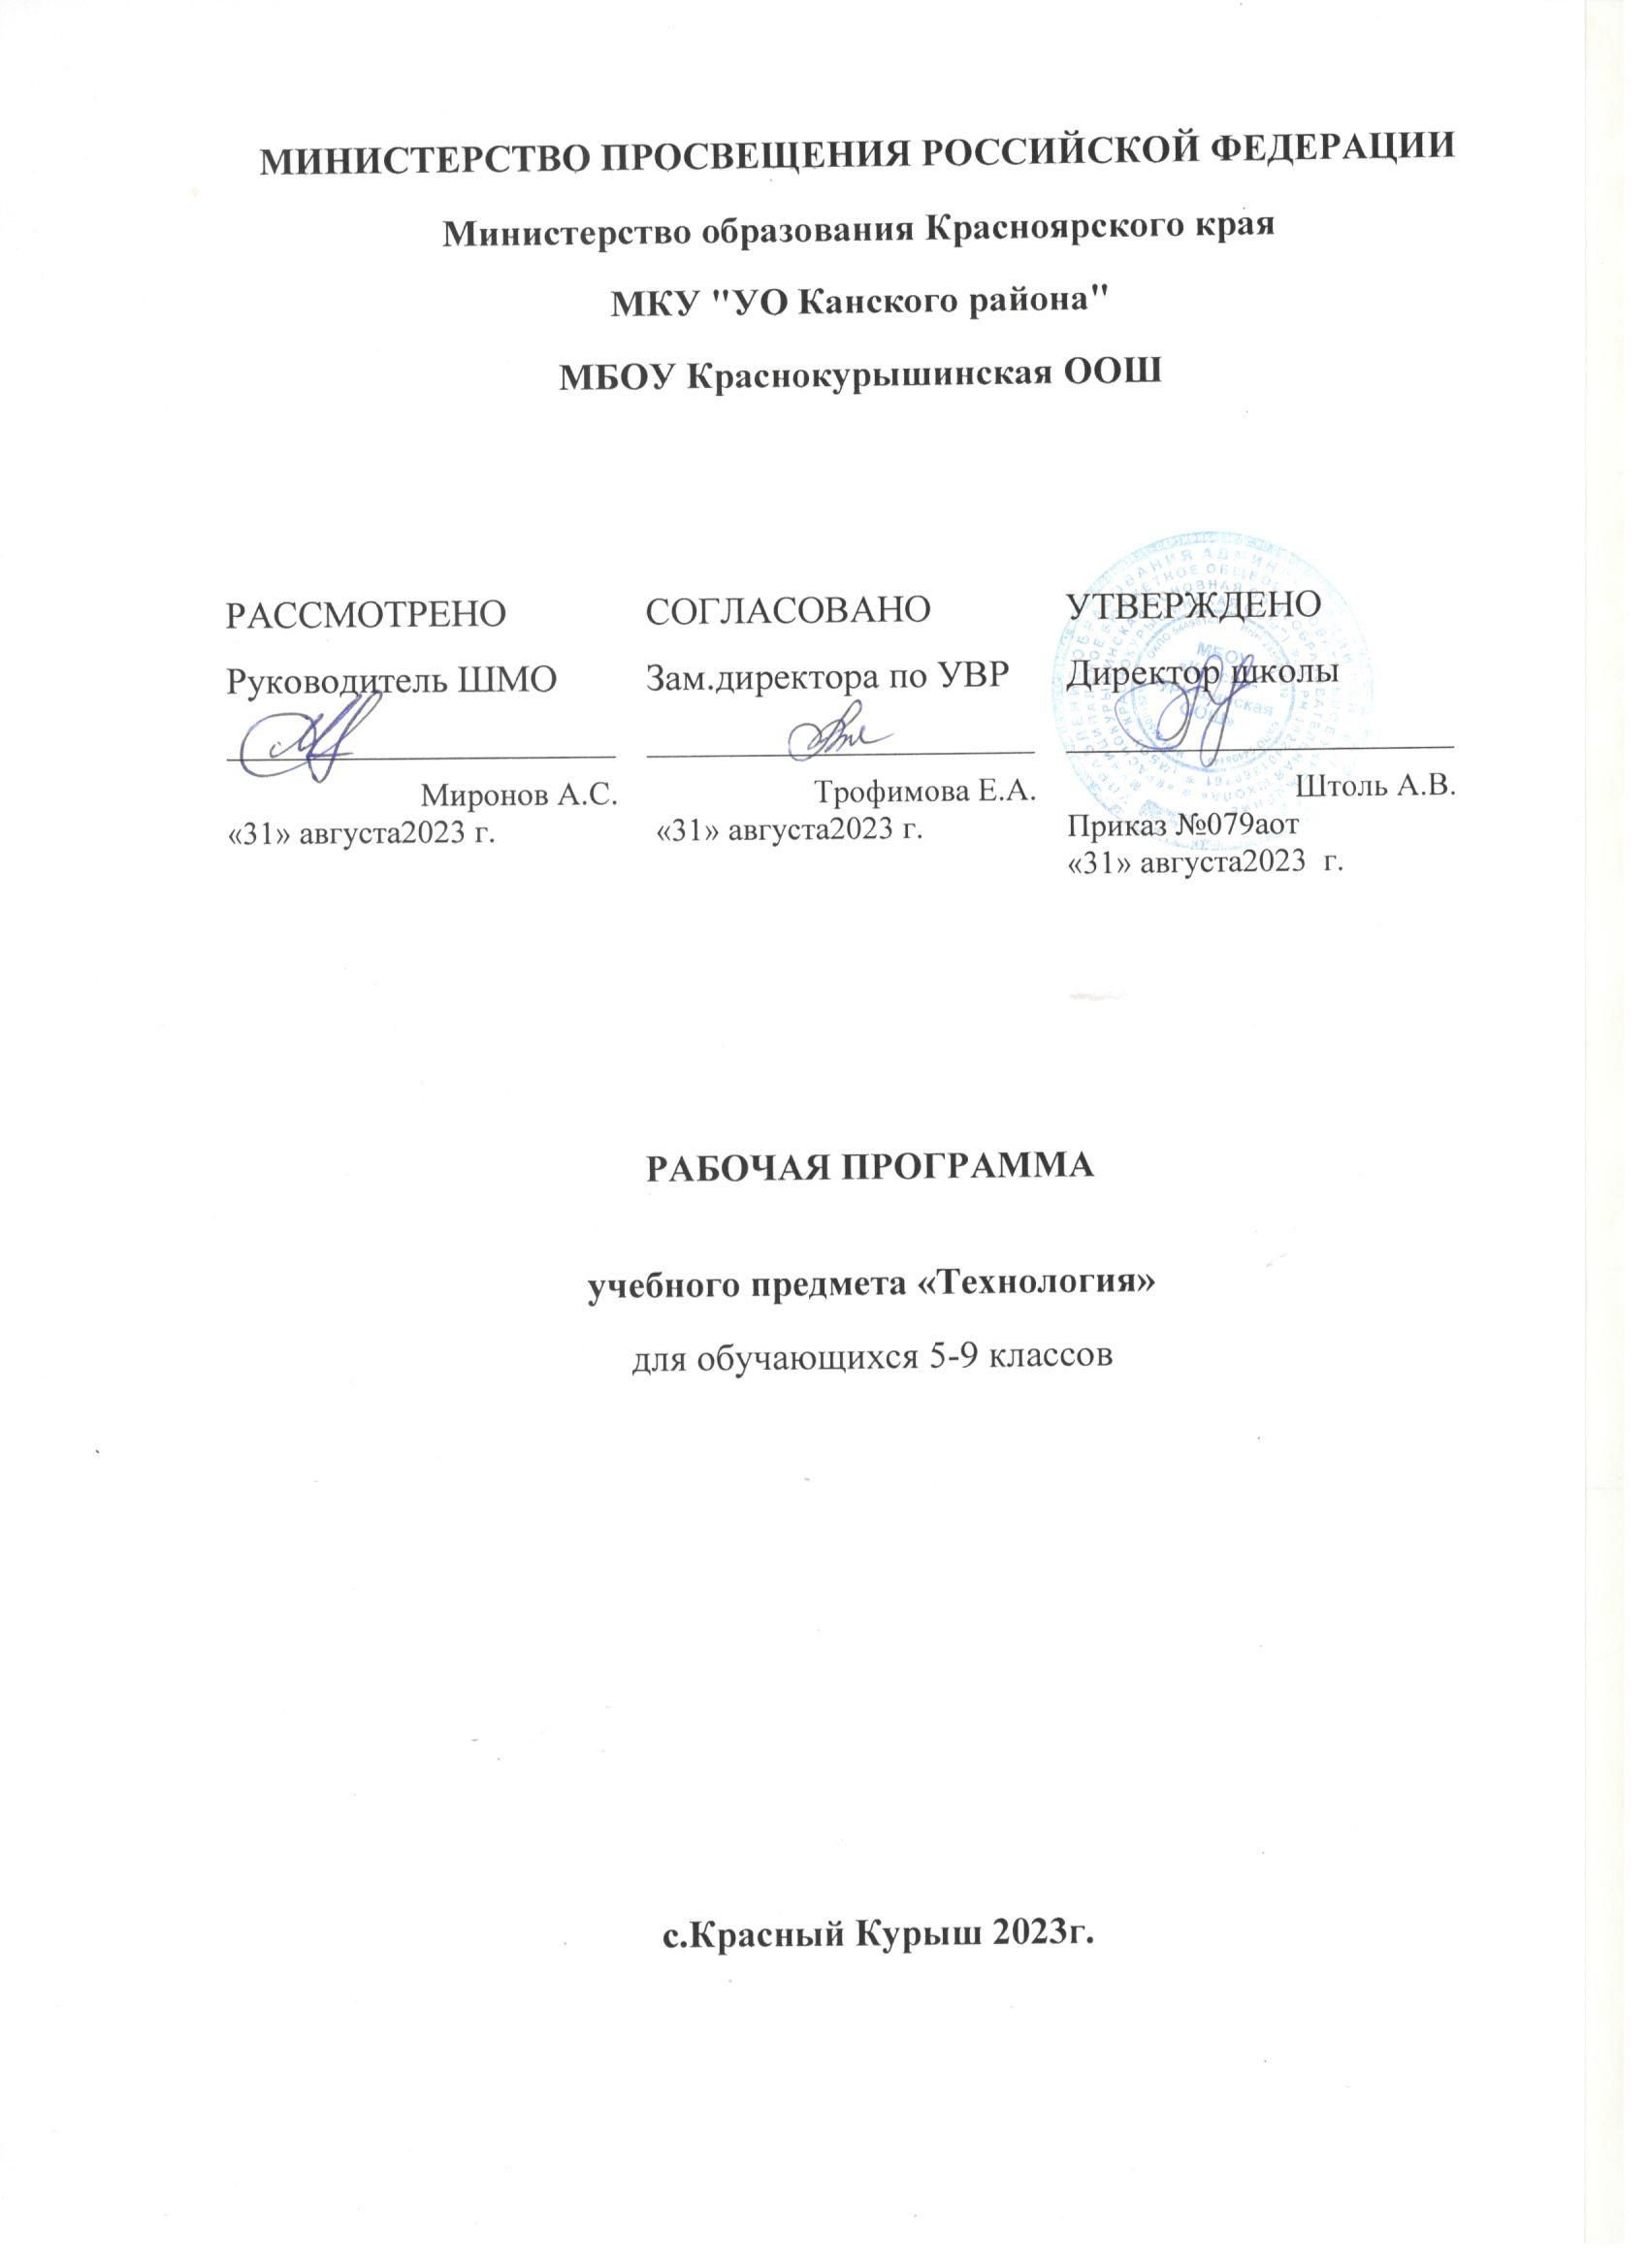 МИНИСТЕРСТВО ПРОСВЕЩЕНИЯ РОССИЙСКОЙ ФЕДЕРАЦИИ
Министерство образования Красноярского края
МКУ "УО Канского района"
МБОУ Краснокурышинская ООШ
РАССМОТРЕНО
Руководитель ШМО
Миронов А.С.
«31» августа2023 г.
СОГЛАСОВАНО
Зам.директора по УВР
Трофимова Е.А.
«31» августа2023 г.
УТВЕРЖДЕНО
Директор школы
Штоль А.В.
Приказ №079аот
«31» августа2023 г.
МБОУ
ООШ»
РАБОЧАЯ ПРОГРАММА
учебного предмета «Технология»
для обучающихся 5-9 классов
с.Красный Курыш 2023г.